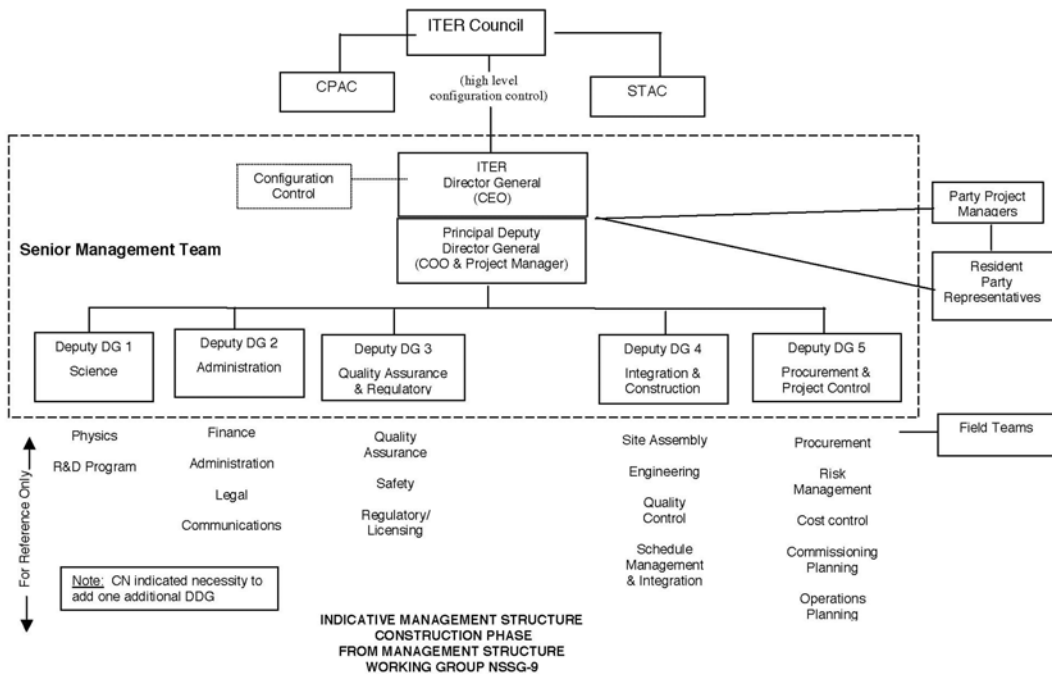 ITER Council
CPAC
(high level
configuration control)
STAC
Configuration
Control
ITER
Director General
(CEO)
Party Project
Managers
Senior Management Team
Principal Deputy
Director General
(COO & Project Manager)
Resident
Party
Representatives
Deputy DG 1
Science
Deputy DG 2
Administration
Deputy DG 3
Quality Assurance
& Regulatory
Deputy DG 4
Integration &
Construction
Deputy DG 5
Procurement &
Project Control
Field Teams
For Reference Only
Physics
R&D Program
Finance
Administration
Legal
Communications
Quality
Assurance
Safety
Regulatory/
Licensing
Site Assembly
Engineering
Quality
Control
Schedule
Management
& Integration
Procurement
Risk
Management
Cost control
Commissioning
Planning
Operations
Planning
Note: CN indicated necessity to
add one additional DDG
INDICATIVE MANAGEMENT STRUCTURE
CONSTRUCTION PHASE
FROM MANAGEMENT STRUCTURE
WORKING GROUP NSSG-9